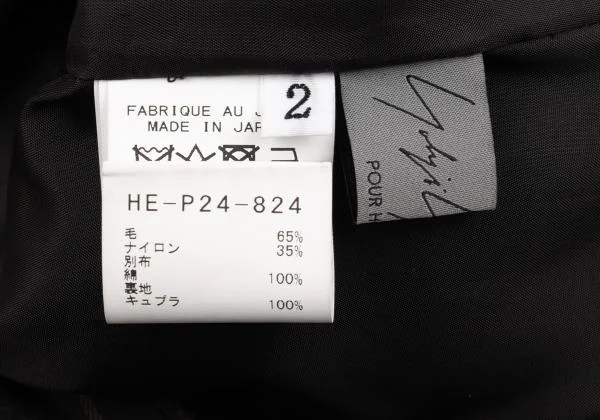 FABRIQUE AU
MADE IN
2
HE-P24-824
毛 65%
ナイロン 35%
別布
綿 100%
裏地
キュプラ 100%
POUR